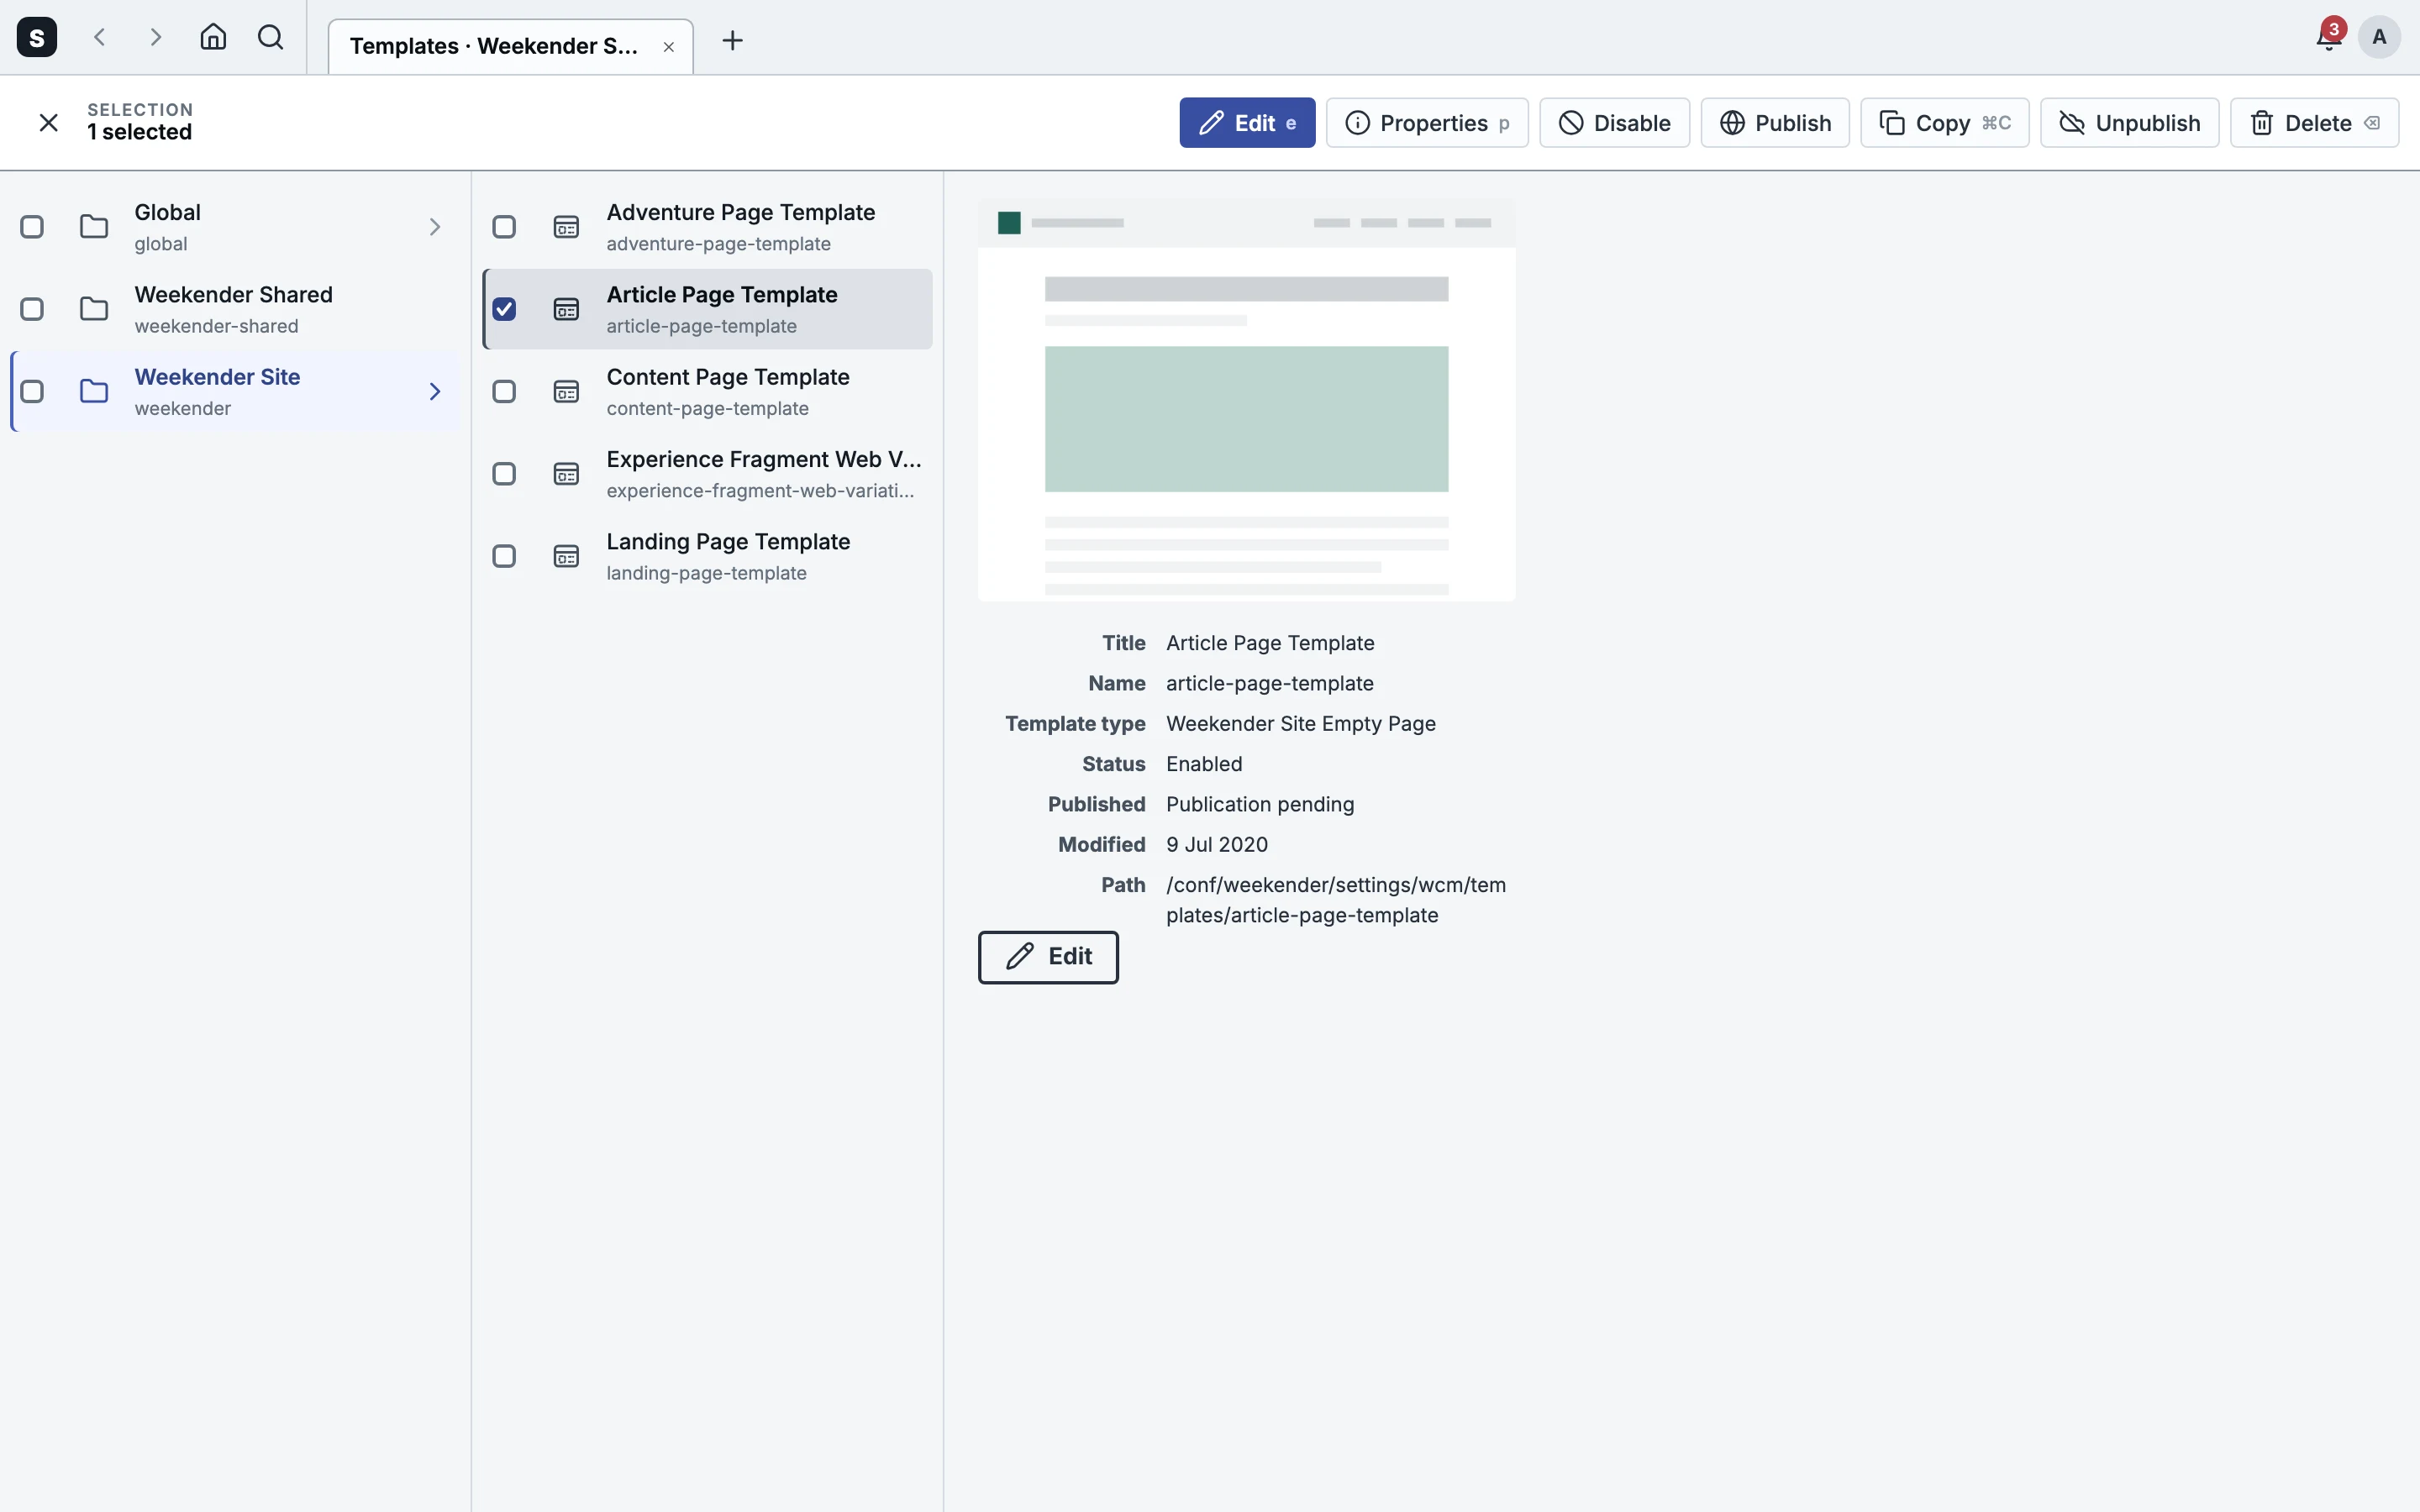 S
Templates · Weekender S...
3
A
SELECTION
1 selected
Edit e
Properties p
Disable
Publish
Copy ⌘C
Unpublish
Delete ⌫
Global
global
Weekender Shared
weekender-shared
Weekender Site
weekender
Adventure Page Template
adventure-page-template
Article Page Template
article-page-template
Content Page Template
content-page-template
Experience Fragment Web V...
experience-fragment-web-variati...
Landing Page Template
landing-page-template
Title Article Page Template
Name article-page-template
Template type Weekender Site Empty Page
Status Enabled
Published Publication pending
Modified 9 Jul 2020
Path /conf/weekender/settings/wcm/tem
plates/article-page-template
Edit